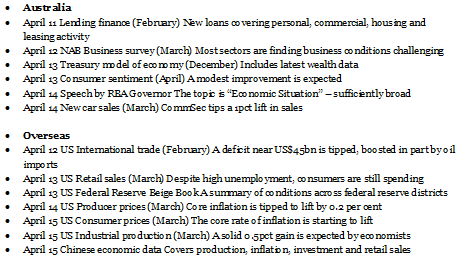 • Australia
• April 11 Lending finance (February) New loans covering personal, commercial, housing and
leasing activity
• April 12 NAB Business survey (March) Most sectors are finding business conditions challenging
• April 13 Treasury model of economy (December) Includes latest wealth data
• April 13 Consumer sentiment (April) A modest improvement is expected
• April 14 Speech by RBA Governor The topic is “Economic Situation” – sufficiently broad
• April 14 New car sales (March) CommSec tips a 1pct lift in sales
• Overseas
• April 12 US International trade (February) A deficit near US$45bn is tipped, boosted in part by oil
imports
• April 13 US Retail sales (March) Despite high unemployment, consumers are still spending
• April 13 US Federal Reserve Beige Book A summary of conditions across federal reserve districts
• April 14 US Producer prices (March) Core inflation is tipped to lift by 0.2 per cent
• April 15 US Consumer prices (March) The core rate of inflation is starting to lift
• April 15 US Industrial production (March) A solid 0.5pct gain is expected by economists
• April 15 Chinese economic data Covers production, inflation, investment and retail sales